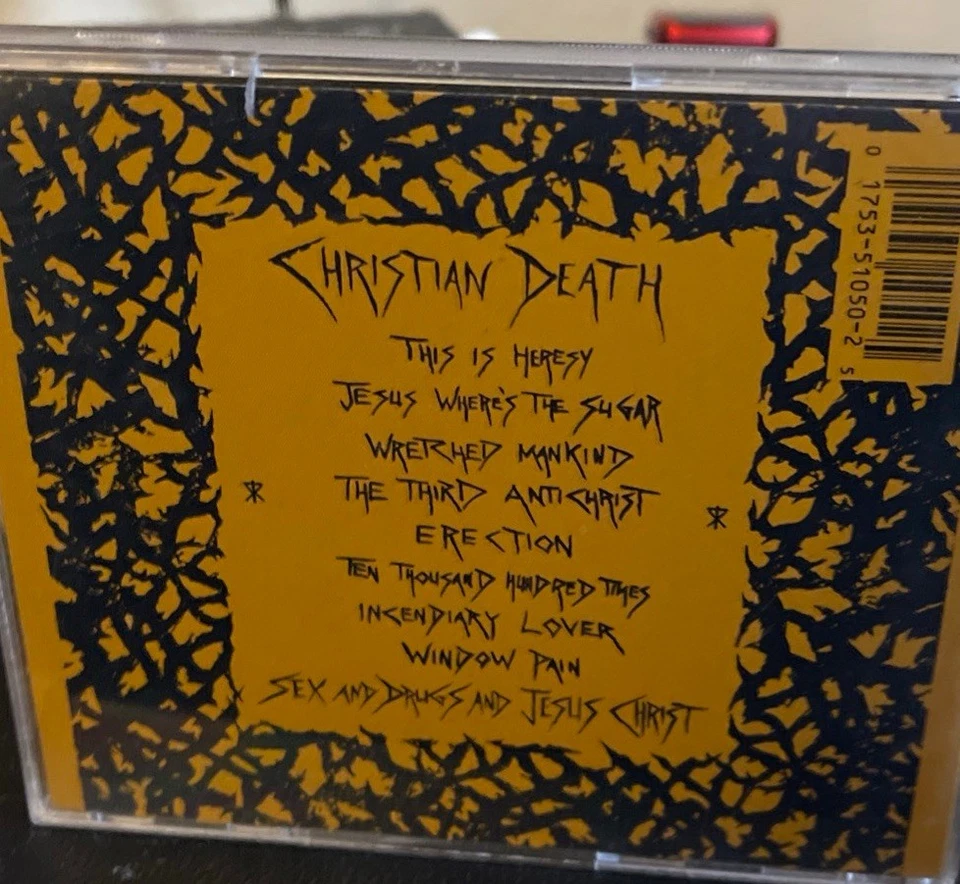 CHRISTIAN DEATH
THIS IS HERESY
JESUS WHERE'S THE SUGAR
WRETCHED MANKIND
THE THIRD ANTICHRIST
ERECTION
TEN THOUSAND HUNDRED TIMES
INCENDIARY LOVER
WINDOW PAIN
SEX AND DRUGS AND JESUS CHRIST
0 1753-51050-2 5